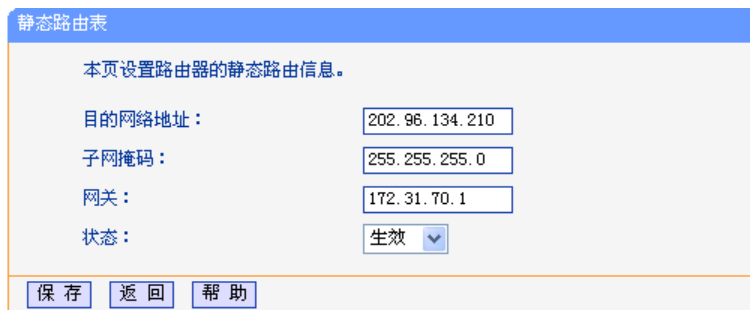 静态路由表
本页设置路由器的静态路由信息。
目的网络地址： 202.96.134.210
子网掩码： 255.255.255.0
网关： 172.31.70.1
状态： 生效
保 存 返 回 帮 助